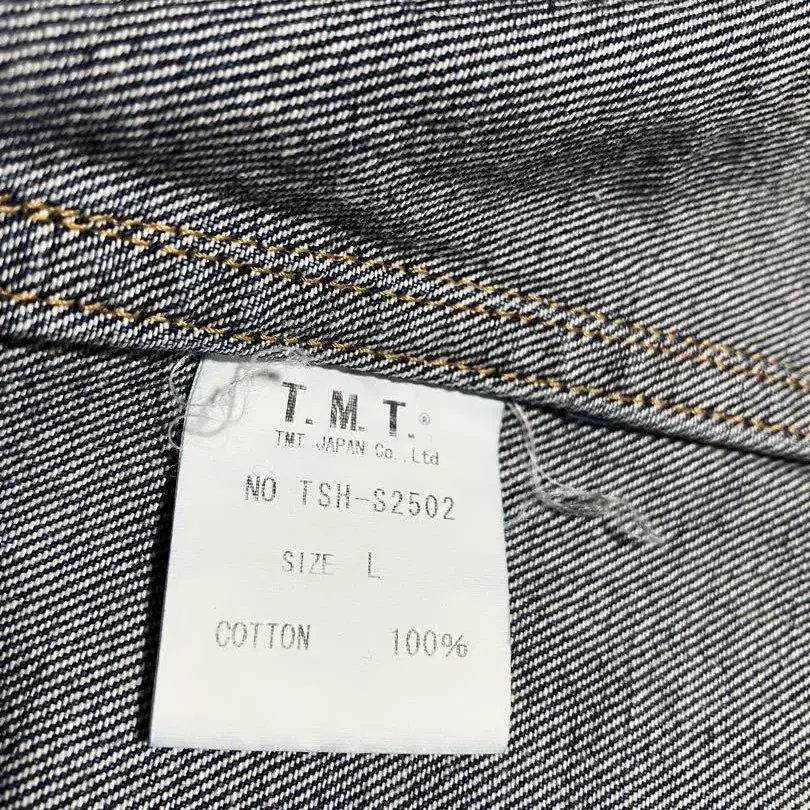 T. M. T.®
TMT JAPAN Co.,Ltd
NO TSH-S2502
SIZE L
COTTON 100%